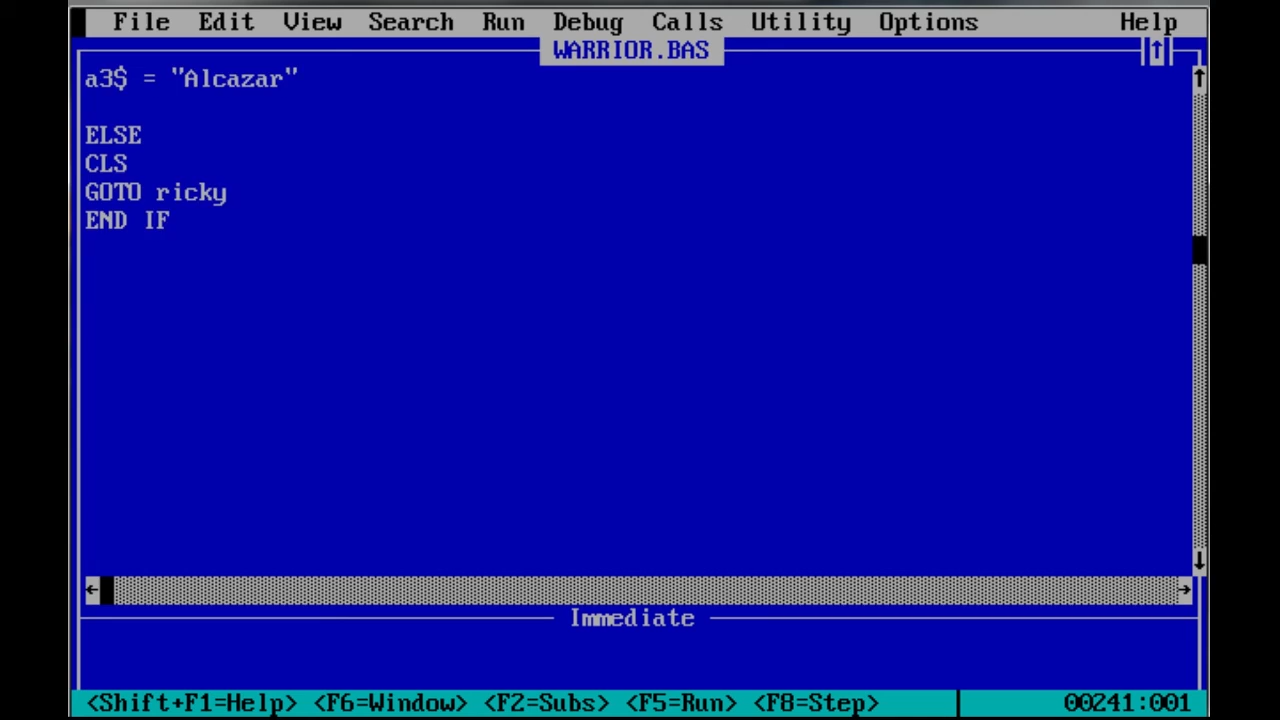 File Edit View Search Run Debug Calls Utility Options Help
WARRIOR.BAS
a3$ = "Alcazar"
ELSE
CLS
GOTO ricky
END IF
Immediate
<Shift+F1=Help> <F6=Window> <F2=Subs> <F5=Run> <F8=Step> 00241:001